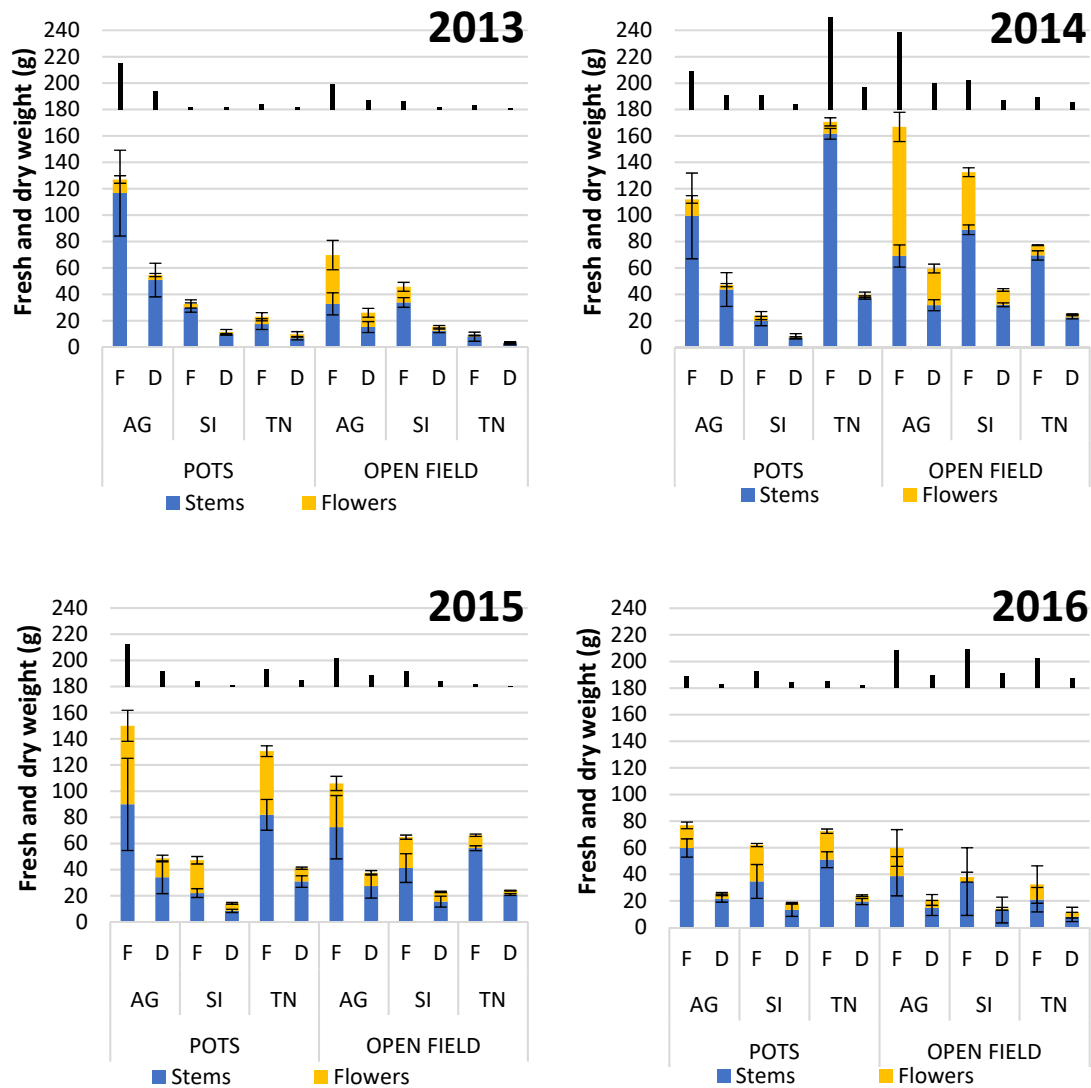 2013
Fresh and dry weight (g)
240
220
200
180
160
140
120
100
80
60
40
20
0
F D F D F D F D F D F D
AG SI TN AG SI TN
POTS OPEN FIELD
Stems Flowers
2014
Fresh and dry weight (g)
240
220
200
180
160
140
120
100
80
60
40
20
0
F D F D F D F D F D F D
AG SI TN AG SI TN
POTS OPEN FIELD
Stems Flowers
2015
Fresh and dry weight (g)
240
220
200
180
160
140
120
100
80
60
40
20
0
F D F D F D F D F D F D
AG SI TN AG SI TN
POTS OPEN FIELD
Stems Flowers
2016
Fresh and dry weight (g)
240
220
200
180
160
140
120
100
80
60
40
20
0
F D F D F D F D F D F D
AG SI TN AG SI TN
POTS OPEN FIELD
Stems Flowers